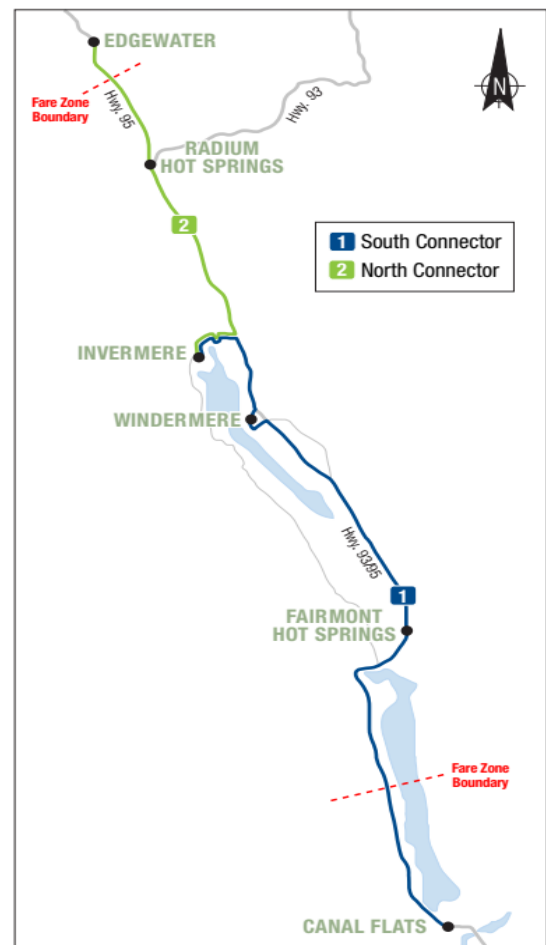 EDGEWATER
Fare Zone
Boundary
Hwy. 95
Hwy. 93
N
RADIUM
HOT SPRINGS
2
1 South Connector
2 North Connector
INVERMERE
WINDERMERE
Hwy. 93/95
1
FAIRMONT
HOT SPRINGS
Fare Zone
Boundary
CANAL FLATS